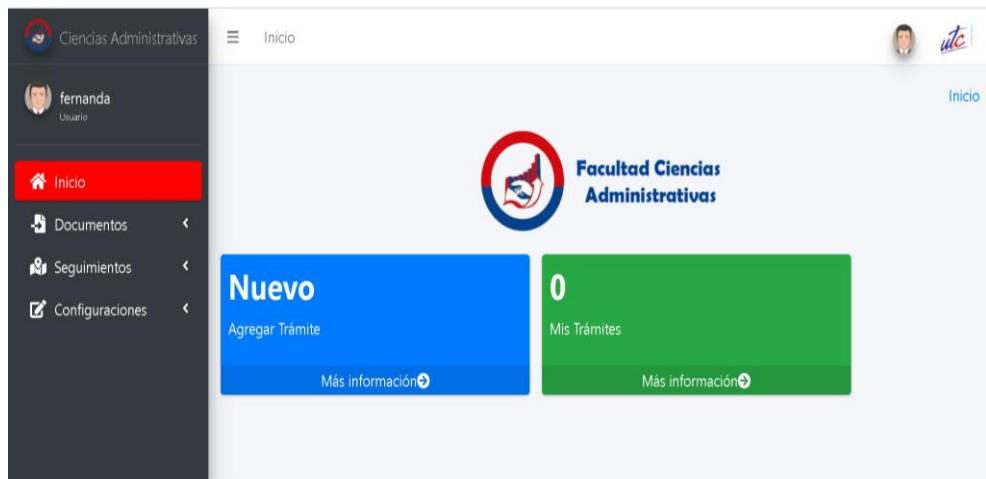 Ciencias Administrativas
Inicio
utc
fernanda
Usuario
Inicio
Inicio
Documentos
Seguimientos
Configuraciones
Facultad Ciencias
Administrativas
Nuevo
Agregar Trámite
Más información
0
Mis Trámites
Más información